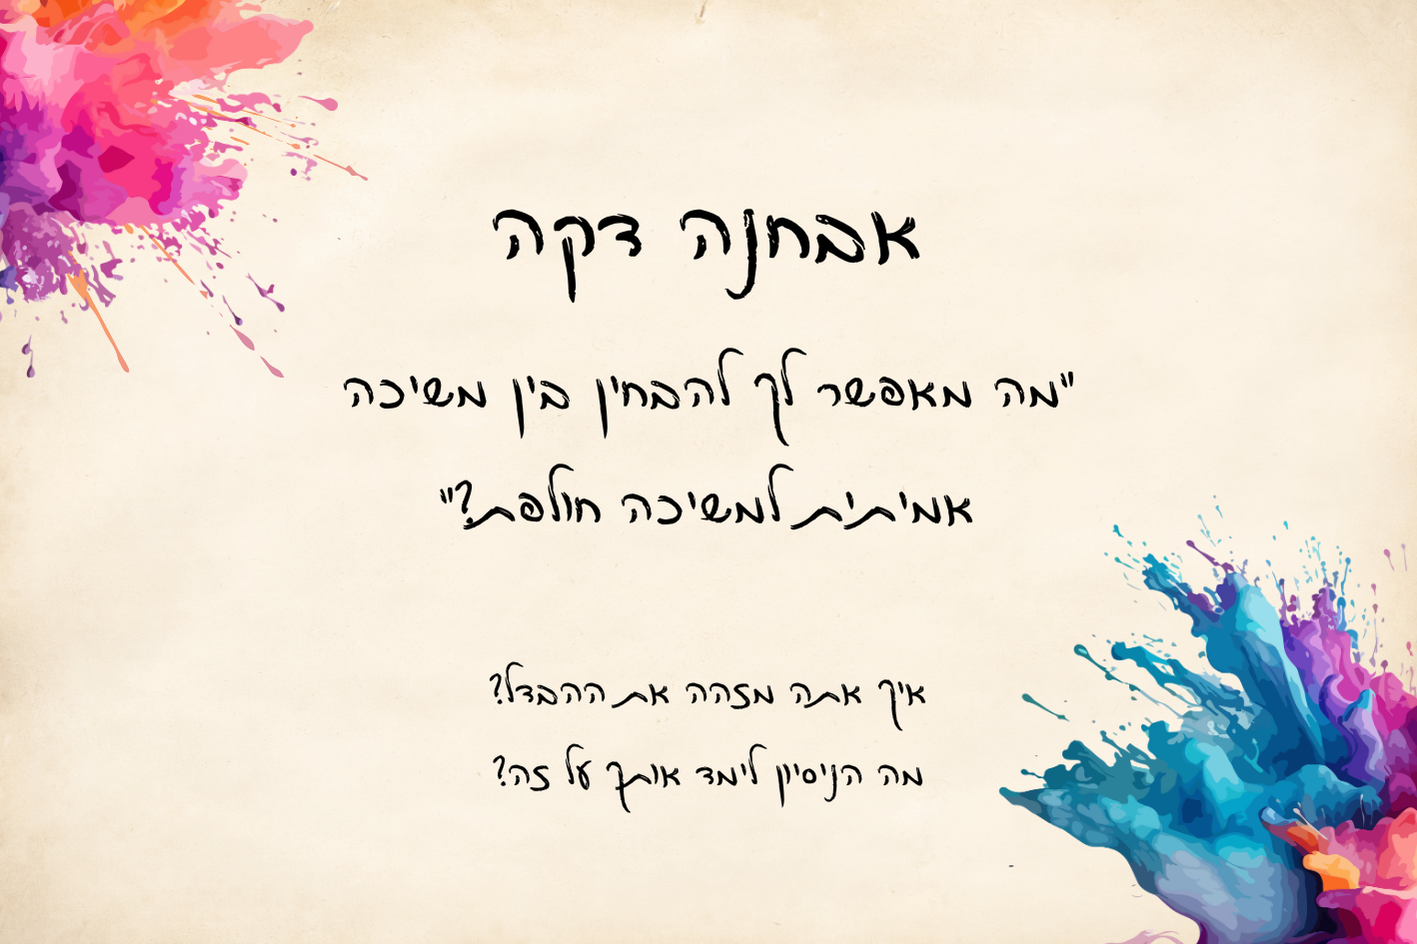 אבחנה דקה
"מה מאפשר לך להבחין בין משיכה
אמיתית למשיכה חולפת?"
איך אתה מזהה את ההבדל?
מה הניסיון לימד אותך על זה?